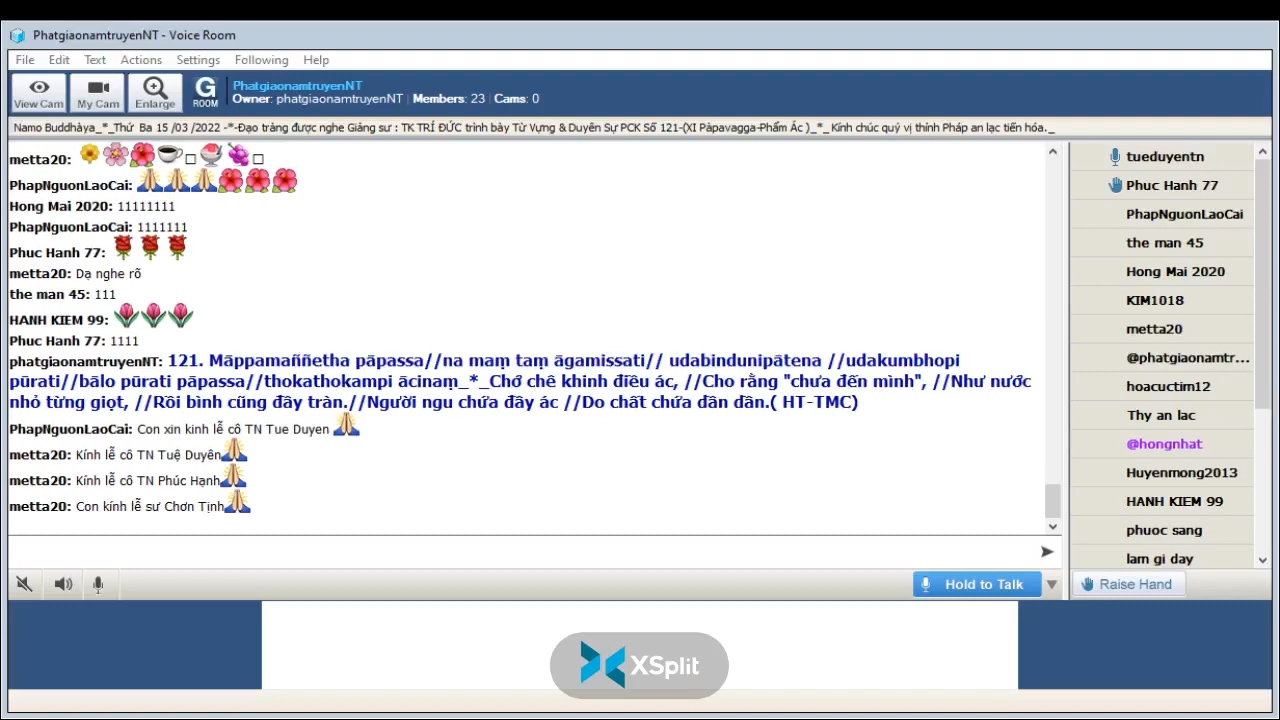 PhatgiaonamtruyenNT - Voice Room
File Edit Text Actions Settings Following Help
View Cam My Cam Enlarge G ROOM
PhatgiaonamtruyenNT
Owner: phatgiaonamtruyenNT | Members: 23 | Cams: 0
Namo Buddhàya_*_Thứ Ba 15 /03 /2022 -*-Đạo tràng được nghe Giảng sư : TK TRÍ ĐỨC trình bày Từ Vựng & Duyên Sự PCK Số 121-(XI Pàpavagga-Phẩm Ác )_*_ Kính chúc quý vị thính Pháp an lạc tiến hóa._
metta20:
PhapNguonLaoCai:
Hong Mai 2020: 11111111
PhapNguonLaoCai: 1111111
Phuc Hanh 77:
metta20: Dạ nghe rõ
the man 45: 111
HANH KIEM 99:
Phuc Hanh 77: 1111
phatgiaonamtruyenNT: 121. Māppamaññetha pāpassa//na maṃ taṃ āgamissati// udabindunipātena //udakumbhopi
pūrati//bālo pūrati pāpassa//thokathokampi ācinaṃ_*_Chớ chê khinh điều ác, //Cho rằng "chưa đến mình", //Như nước
nhỏ từng giọt, //Rồi bình cũng đầy tràn.//Người ngu chứa đầy ác //Do chất chứa dần dần.( HT-TMC)
PhapNguonLaoCai: Con xin kinh lễ cô TN Tue Duyen
metta20: Kính lễ cô TN Tuệ Duyên
metta20: Kính lễ cô TN Phúc Hạnh
metta20: Con kính lễ sư Chơn Tịnh
tueduyentn
Phuc Hanh 77
PhapNguonLaoCai
the man 45
Hong Mai 2020
KIM1018
metta20
@phatgiaonamtr...
hoacuctim12
Thy an lac
@hongnhat
Huyenmong2013
HANH KIEM 99
phuoc sang
lam gi day
Hold to Talk
Raise Hand
XSplit